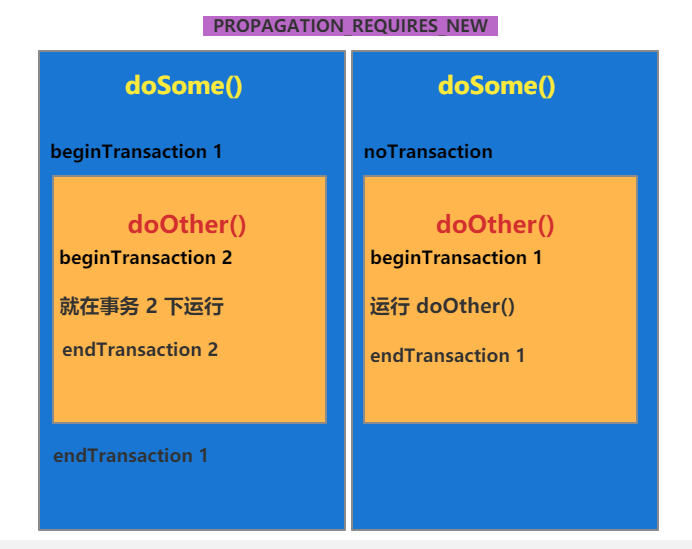 PROPAGATION_REQUIRES_NEW
doSome()
beginTransaction 1
doOther()
beginTransaction 2
就在事务 2 下运行
endTransaction 2
endTransaction 1
doSome()
noTransaction
doOther()
beginTransaction 1
运行 doOther()
endTransaction 1